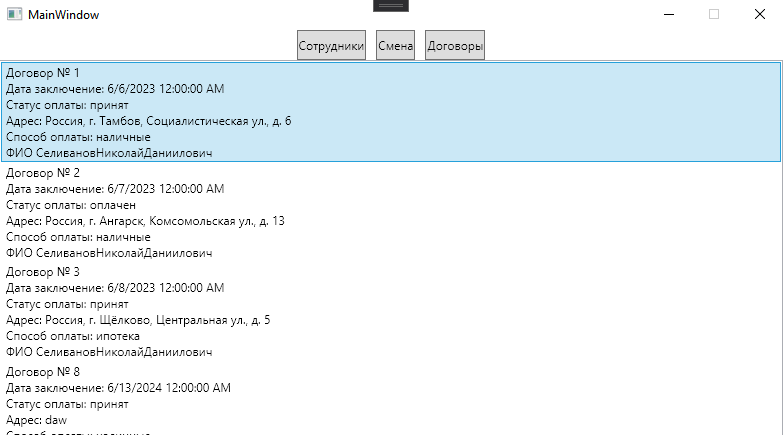 MainWindow
Сотрудники Смена Договоры
Договор № 1
Дата заключение: 6/6/2023 12:00:00 AM
Статус оплаты: принят
Адрес: Россия, г. Тамбов, Социалистическая ул., д. 6
Способ оплаты: наличные
ФИО СеливановНиколайДаниилович
Договор № 2
Дата заключение: 6/7/2023 12:00:00 AM
Статус оплаты: оплачен
Адрес: Россия, г. Ангарск, Комсомольская ул., д. 13
Способ оплаты: наличные
ФИО СеливановНиколайДаниилович
Договор № 3
Дата заключение: 6/8/2023 12:00:00 AM
Статус оплаты: принят
Адрес: Россия, г. Щёлково, Центральная ул., д. 5
Способ оплаты: ипотека
ФИО СеливановНиколайДаниилович
Договор № 8
Дата заключение: 6/13/2024 12:00:00 AM
Статус оплаты: принят
Адрес: daw
Способ оплаты: наличные